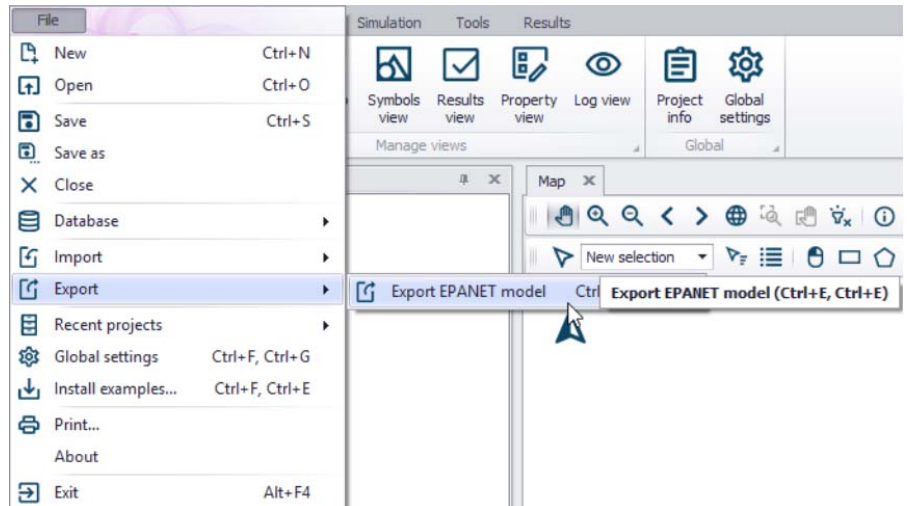 File
Simulation Tools Results
New Ctrl+N
Open Ctrl+O
Save Ctrl+S
Save as
Close
Database
Import
Export
Recent projects
Global settings Ctrl+F, Ctrl+G
Install examples... Ctrl+F, Ctrl+E
Print...
About
Exit Alt+F4
Symbols view
Results view
Property view
Log view
Project info
Global settings
Manage views
Global
Map
New selection
Export EPANET model Ctrl
Export EPANET model (Ctrl+E, Ctrl+E)